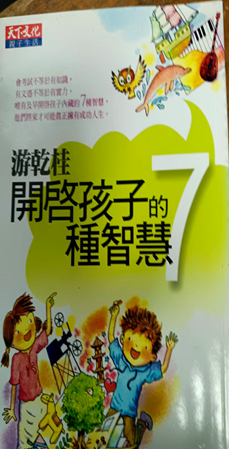 天下文化
親子生活
會考試不等於有知識，
有文憑不等於有實力，
唯有及早開啓孩子內藏的7種智慧，
他們將來才可能真正擁有成功人生。
游乾桂
開啓孩子的7
種智慧